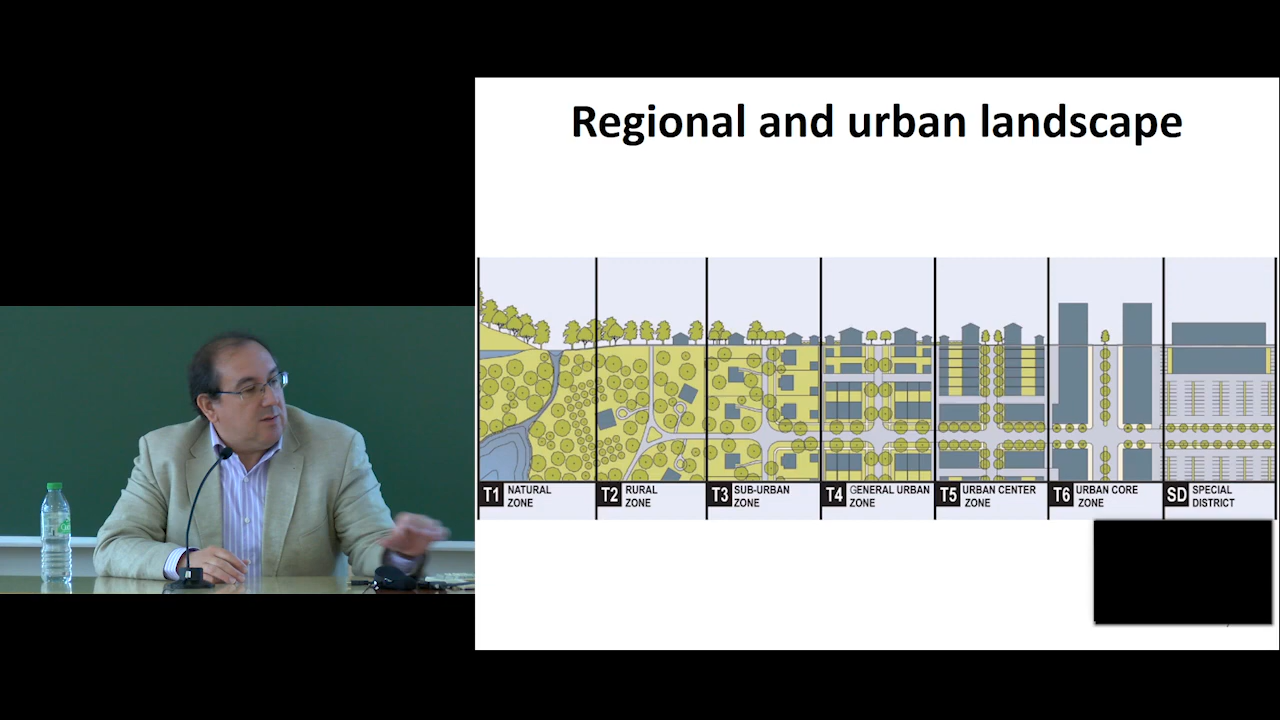 Regional and urban landscape
T1 NATURAL
ZONE
T2 RURAL
ZONE
T3 SUB-URBAN
ZONE
T4 GENERAL URBAN
ZONE
T5 URBAN CENTER
ZONE
T6 URBAN CORE
ZONE
SD SPECIAL
DISTRICT